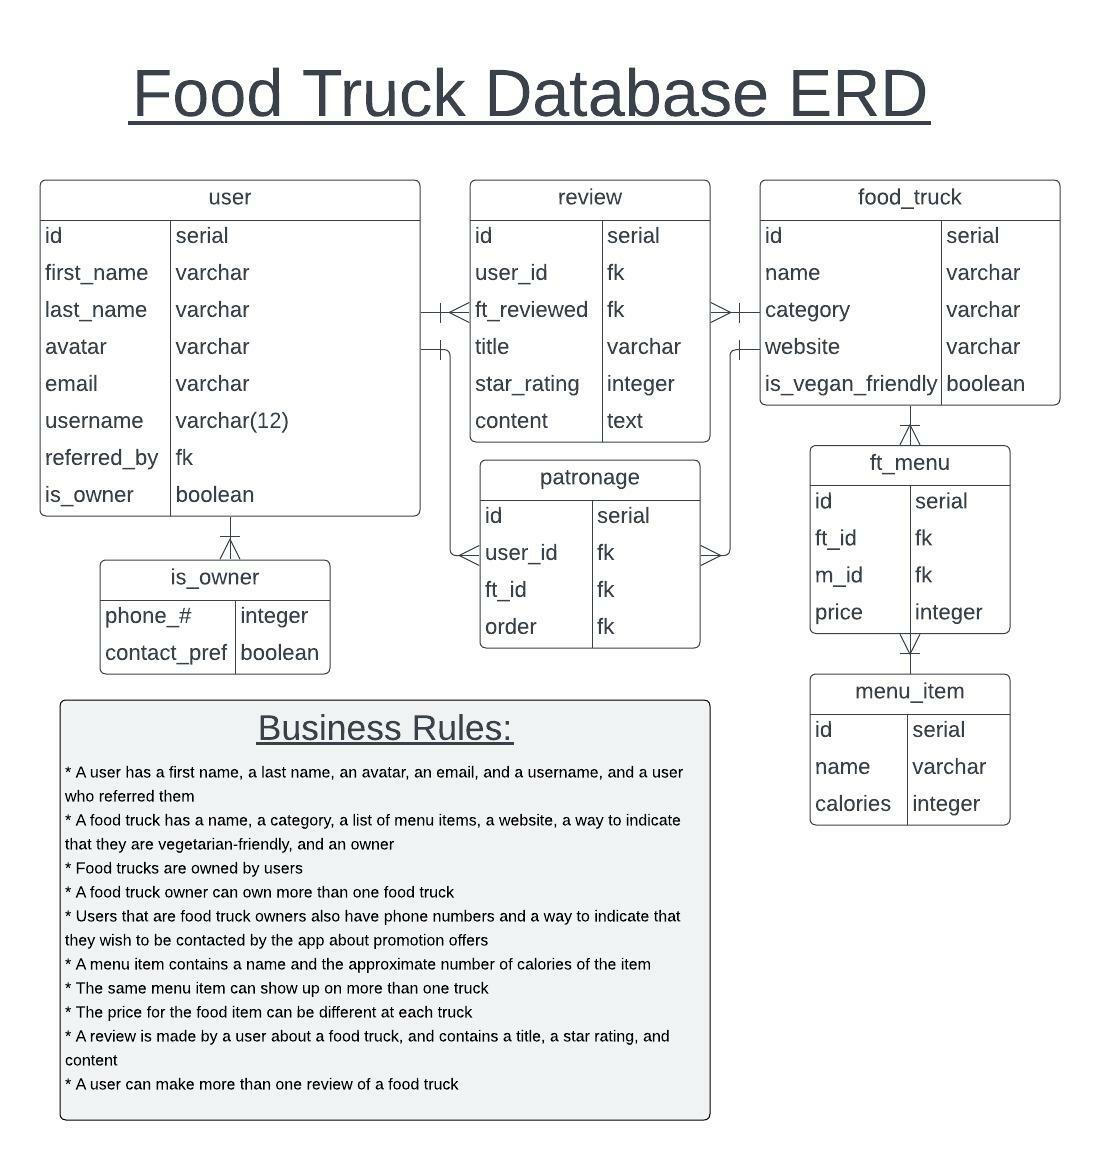 Food Truck Database ERD
user
id serial
first_name varchar
last_name varchar
avatar varchar
email varchar
username varchar(12)
referred_by fk
is_owner boolean
review
id serial
user_id fk
ft_reviewed fk
title varchar
star_rating integer
content text
food_truck
id serial
name varchar
category varchar
website varchar
is_vegan_friendly boolean
is_owner
phone_# integer
contact_pref boolean
patronage
id serial
user_id fk
ft_id fk
order fk
ft_menu
id serial
ft_id fk
m_id fk
price integer
menu_item
id serial
name varchar
calories integer
Business Rules:
* A user has a first name, a last name, an avatar, an email, and a username, and a user
who referred them
* A food truck has a name, a category, a list of menu items, a website, a way to indicate
that they are vegetarian-friendly, and an owner
* Food trucks are owned by users
* A food truck owner can own more than one food truck
* Users that are food truck owners also have phone numbers and a way to indicate that
they wish to be contacted by the app about promotion offers
* A menu item contains a name and the approximate number of calories of the item
* The same menu item can show up on more than one truck
* The price for the food item can be different at each truck
* A review is made by a user about a food truck, and contains a title, a star rating, and
content
* A user can make more than one review of a food truck